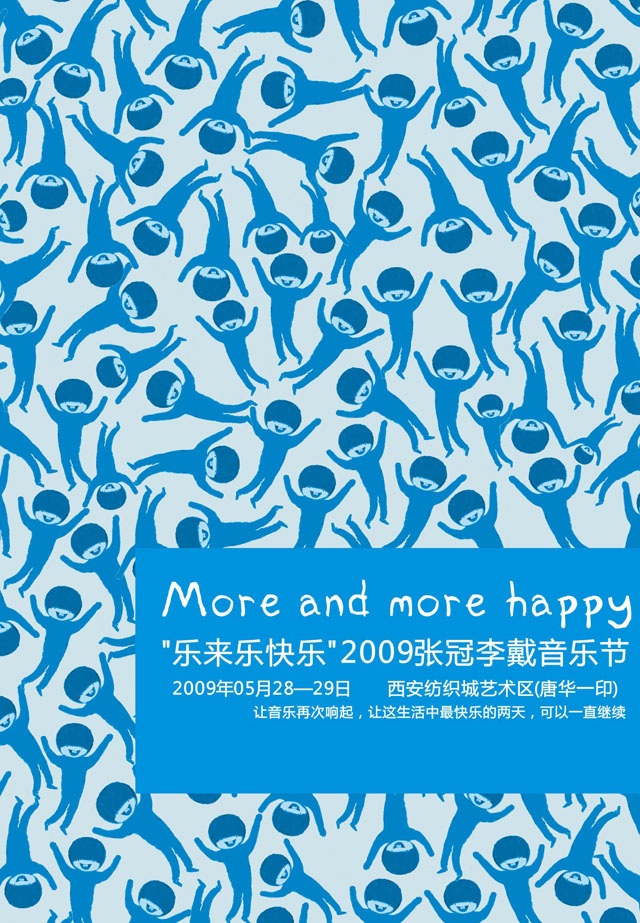 More and more happy
"乐来乐快乐"2009张冠李戴音乐节
2009年05月28—29日 西安纺织城艺术区(唐华一印)
让音乐再次响起，让这生活中最快乐的两天，可以一直继续